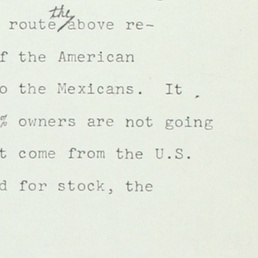 route the above re-
f the American
o the Mexicans. It
owners are not going
t come from the U.S.
d for stock, the